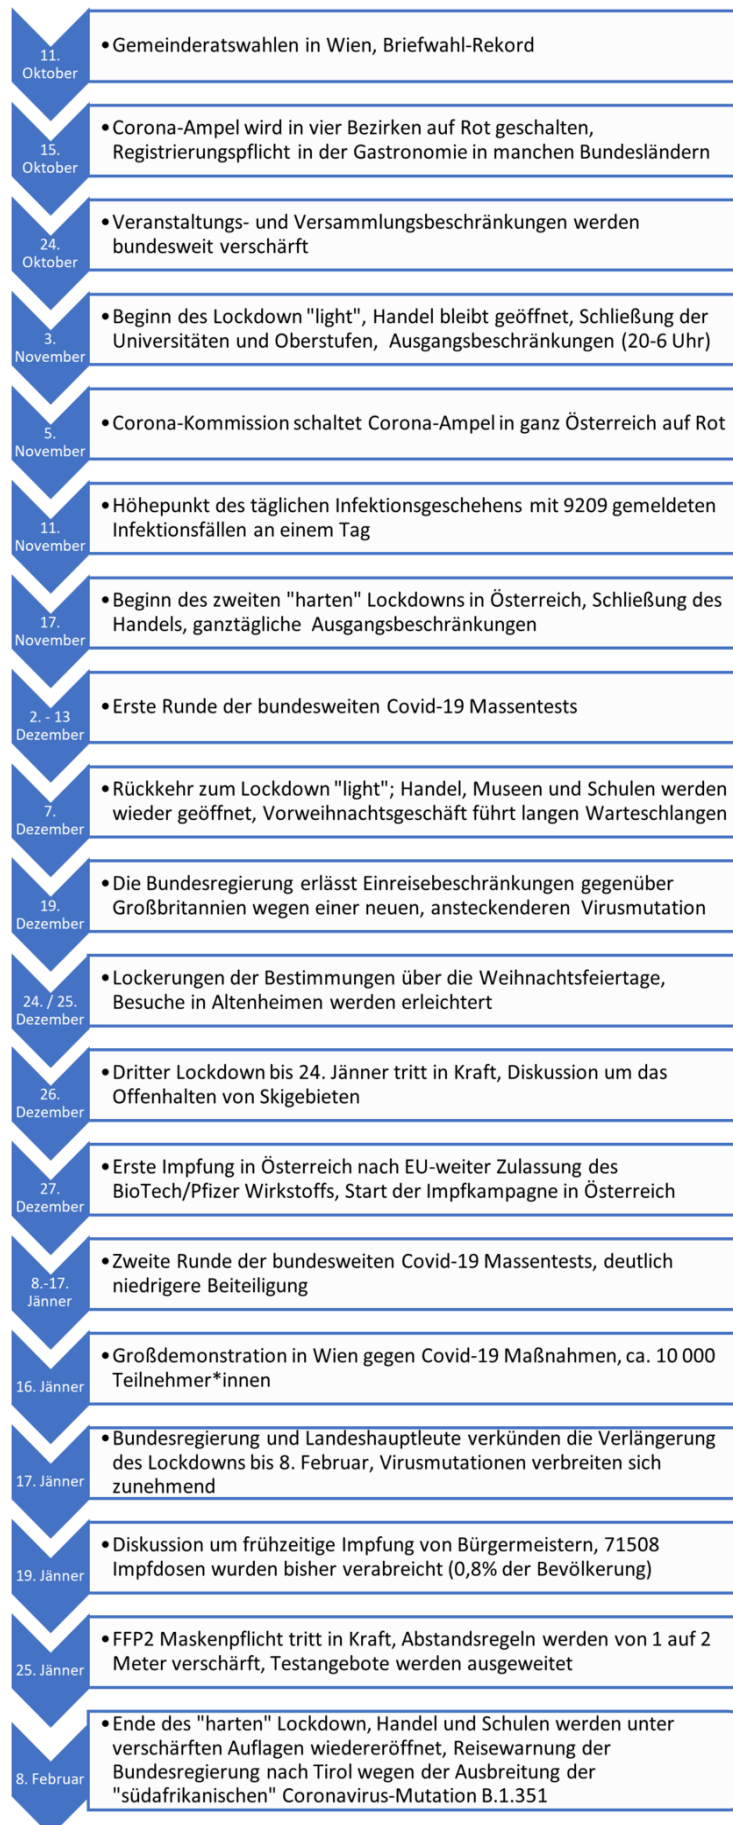 11.
Oktober
•Gemeinderatswahlen in Wien, Briefwahl-Rekord
15.
Oktober
•Corona-Ampel wird in vier Bezirken auf Rot geschalten,
Registrierungspflicht in der Gastronomie in manchen Bundesländern
24.
Oktober
•Veranstaltungs- und Versammlungsbeschränkungen werden
bundesweit verschärft
3.
November
•Beginn des Lockdown "light", Handel bleibt geöffnet, Schließung der
Universitäten und Oberstufen, Ausgangsbeschränkungen (20-6 Uhr)
5.
November
•Corona-Kommission schaltet Corona-Ampel in ganz Österreich auf Rot
11.
November
•Höhepunkt des täglichen Infektionsgeschehens mit 9209 gemeldeten
Infektionsfällen an einem Tag
17.
November
•Beginn des zweiten "harten" Lockdowns in Österreich, Schließung des
Handels, ganztägliche Ausgangsbeschränkungen
2. - 13
Dezember
•Erste Runde der bundesweiten Covid-19 Massentests
7.
Dezember
•Rückkehr zum Lockdown "light"; Handel, Museen und Schulen werden
wieder geöffnet, Vorweihnachtsgeschäft führt langen Warteschlangen
19.
Dezember
•Die Bundesregierung erlässt Einreisebeschränkungen gegenüber
Großbritannien wegen einer neuen, ansteckenderen Virusmutation
24. / 25.
Dezember
•Lockerungen der Bestimmungen über die Weihnachtsfeiertage,
Besuche in Altenheimen werden erleichtert
26.
Dezember
•Dritter Lockdown bis 24. Jänner tritt in Kraft, Diskussion um das
Offenhalten von Skigebieten
27.
Dezember
•Erste Impfung in Österreich nach EU-weiter Zulassung des
BioTech/Pfizer Wirkstoffs, Start der Impfkampagne in Österreich
8.-17.
Jänner
•Zweite Runde der bundesweiten Covid-19 Massentests, deutlich
niedrigere Beiteiligung
16. Jänner
•Großdemonstration in Wien gegen Covid-19 Maßnahmen, ca. 10 000
Teilnehmer*innen
17. Jänner
•Bundesregierung und Landeshauptleute verkünden die Verlängerung
des Lockdowns bis 8. Februar, Virusmutationen verbreiten sich
zunehmend
19. Jänner
•Diskussion um frühzeitige Impfung von Bürgermeistern, 71508
Impfdosen wurden bisher verabreicht (0,8% der Bevölkerung)
25. Jänner
•FFP2 Maskenpflicht tritt in Kraft, Abstandsregeln werden von 1 auf 2
Meter verschärft, Testangebote werden ausgeweitet
8. Februar
•Ende des "harten" Lockdown, Handel und Schulen werden unter
verschärften Auflagen wiedereröffnet, Reisewarnung der
Bundesregierung nach Tirol wegen der Ausbreitung der
"südafrikanischen" Coronavirus-Mutation B.1.351